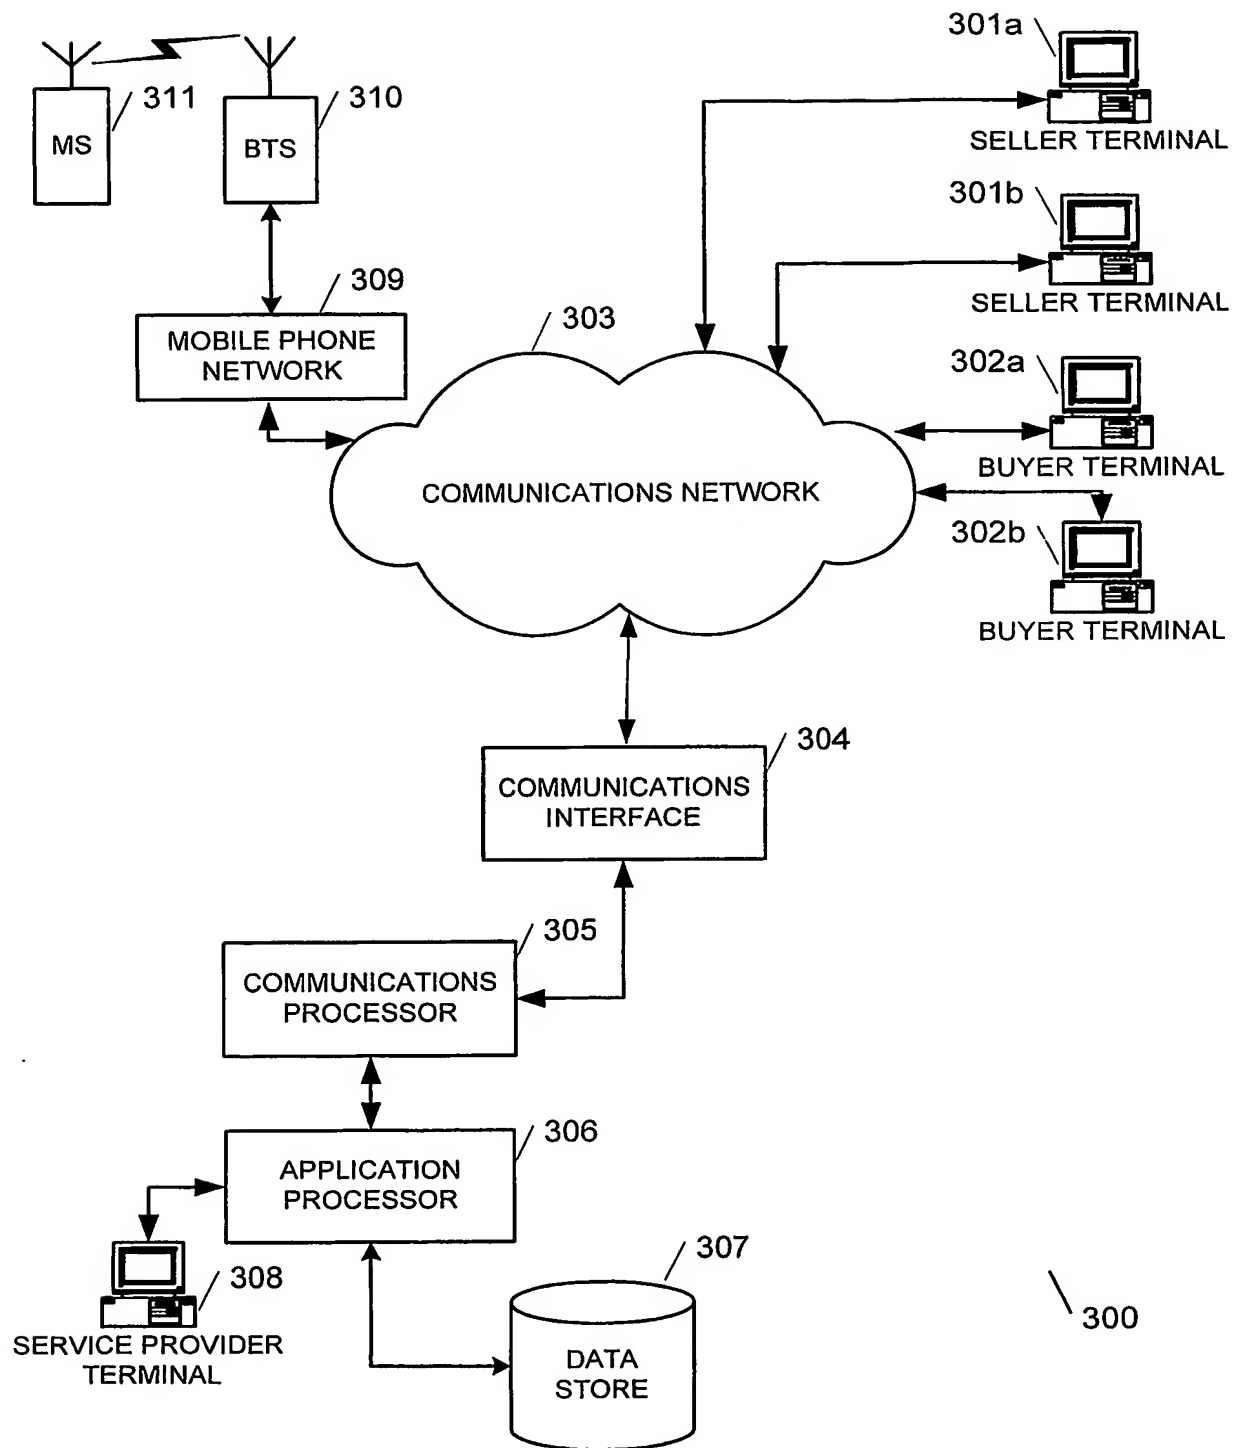 301a
SELLER TERMINAL
311
310
MS
BTS
301b
SELLER TERMINAL
309
MOBILE PHONE
NETWORK
303
302a
BUYER TERMINAL
COMMUNICATIONS NETWORK
302b
BUYER TERMINAL
304
COMMUNICATIONS
INTERFACE
305
COMMUNICATIONS
PROCESSOR
306
APPLICATION
PROCESSOR
307
308
SERVICE PROVIDER
TERMINAL
DATA
STORE
300